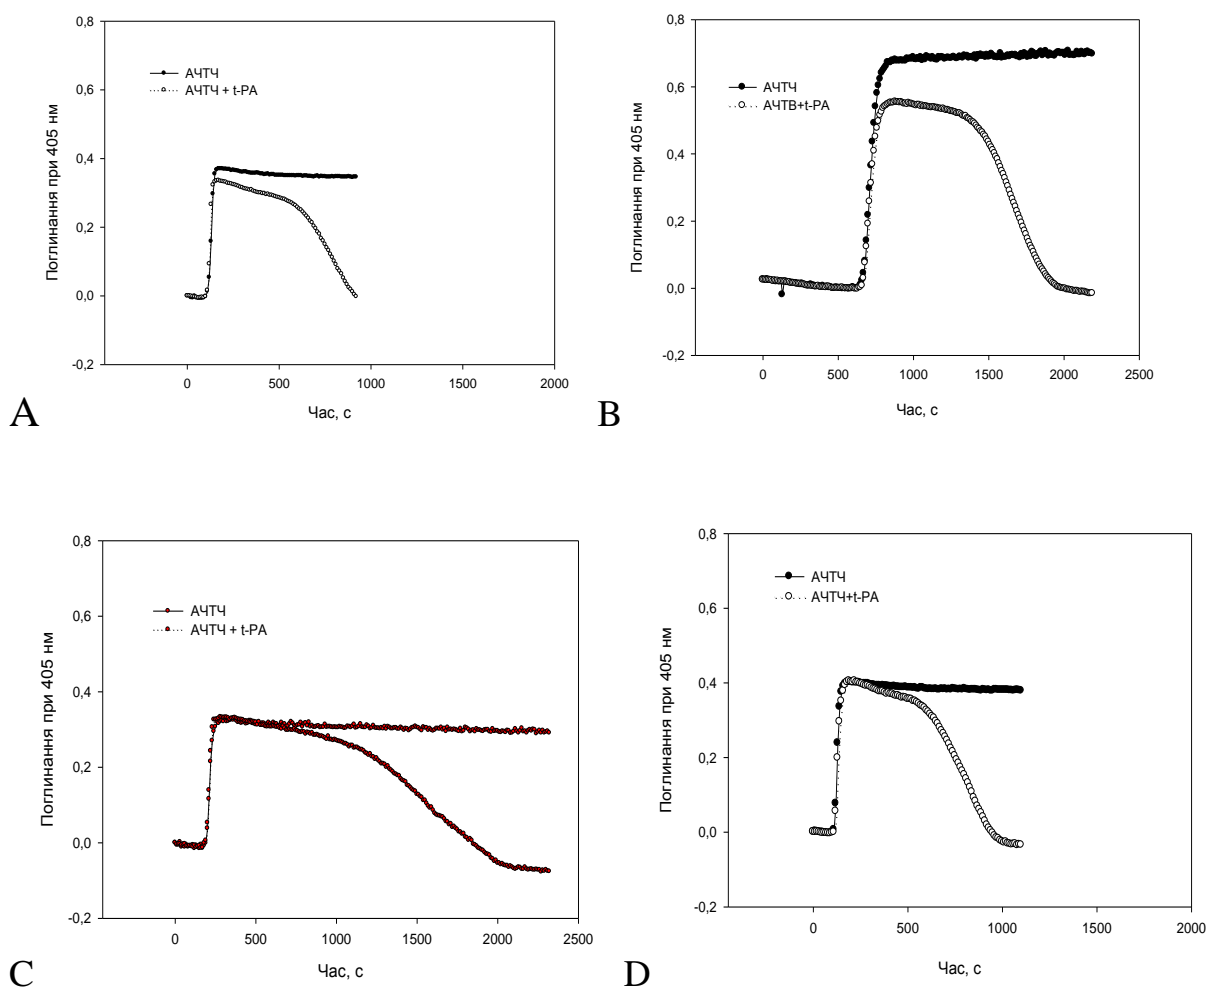 0,8
0,6
0,4
0,2
0,0
-0,2
Поглинання при 405 нм
АЧТЧ
АЧТЧ + t-PA
0 500 1000 1500 2000
Час, с
A
0,8
0,6
0,4
0,2
0,0
-0,2
Поглинання при 405 нм
АЧТЧ
АЧТВ+t-PA
0 500 1000 1500 2000 2500
Час, с
B
0,8
0,6
0,4
0,2
0,0
-0,2
Поглинання при 405 нм
АЧТЧ
АЧТЧ + t-PA
0 500 1000 1500 2000 2500
Час, с
C
0,8
0,6
0,4
0,2
0,0
-0,2
Поглинання при 405 нм
АЧТЧ
АЧТЧ+t-PA
0 500 1000 1500 2000
Час, с
D